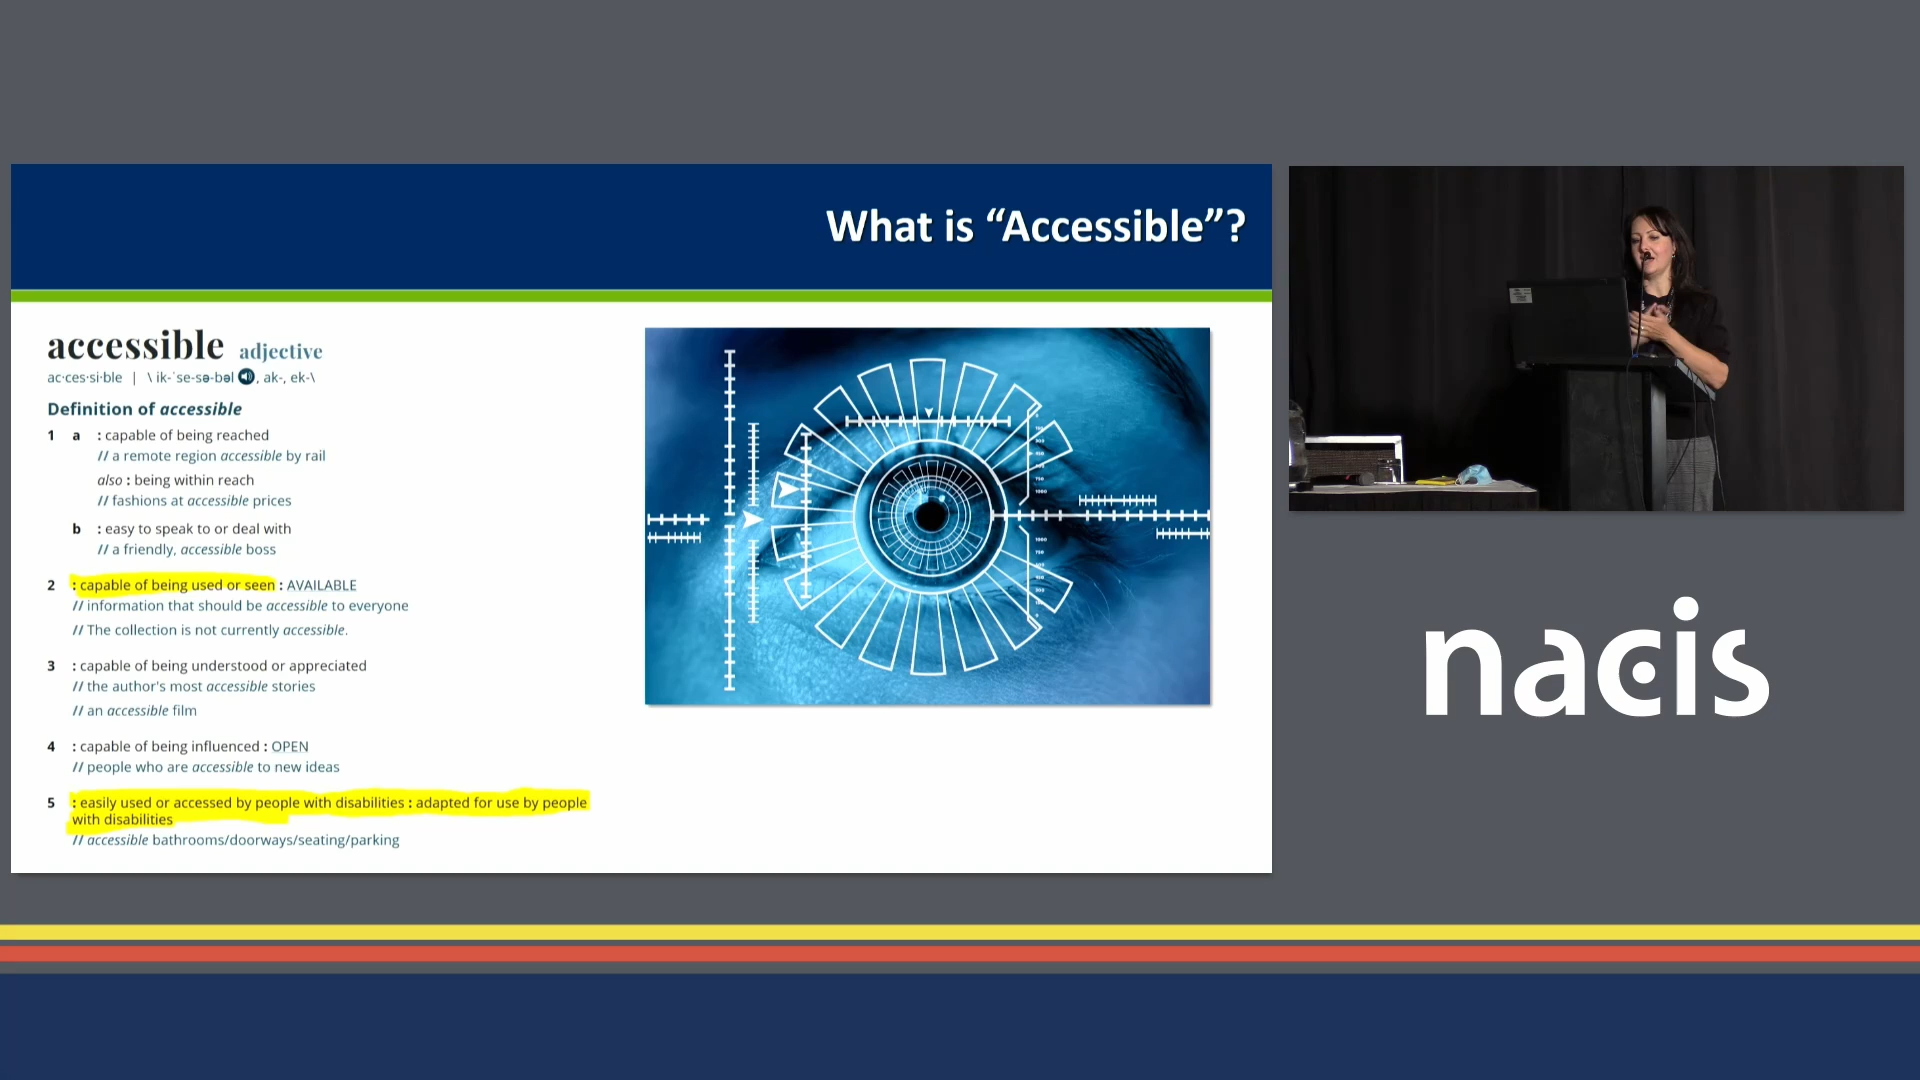 What is “Accessible”?
accessible adjective
ac·ces·si·ble | \ ik-ˈse-sə-bəl , ak-, ek-\
Definition of accessible
1 a : capable of being reached
// a remote region accessible by rail
also : being within reach
// fashions at accessible prices
b : easy to speak to or deal with
// a friendly, accessible boss
2 : capable of being used or seen : AVAILABLE
// information that should be accessible to everyone
// The collection is not currently accessible.
3 : capable of being understood or appreciated
// the author's most accessible stories
// an accessible film
4 : capable of being influenced : OPEN
// people who are accessible to new ideas
5 : easily used or accessed by people with disabilities : adapted for use by people
with disabilities
// accessible bathrooms/doorways/seating/parking
nacis